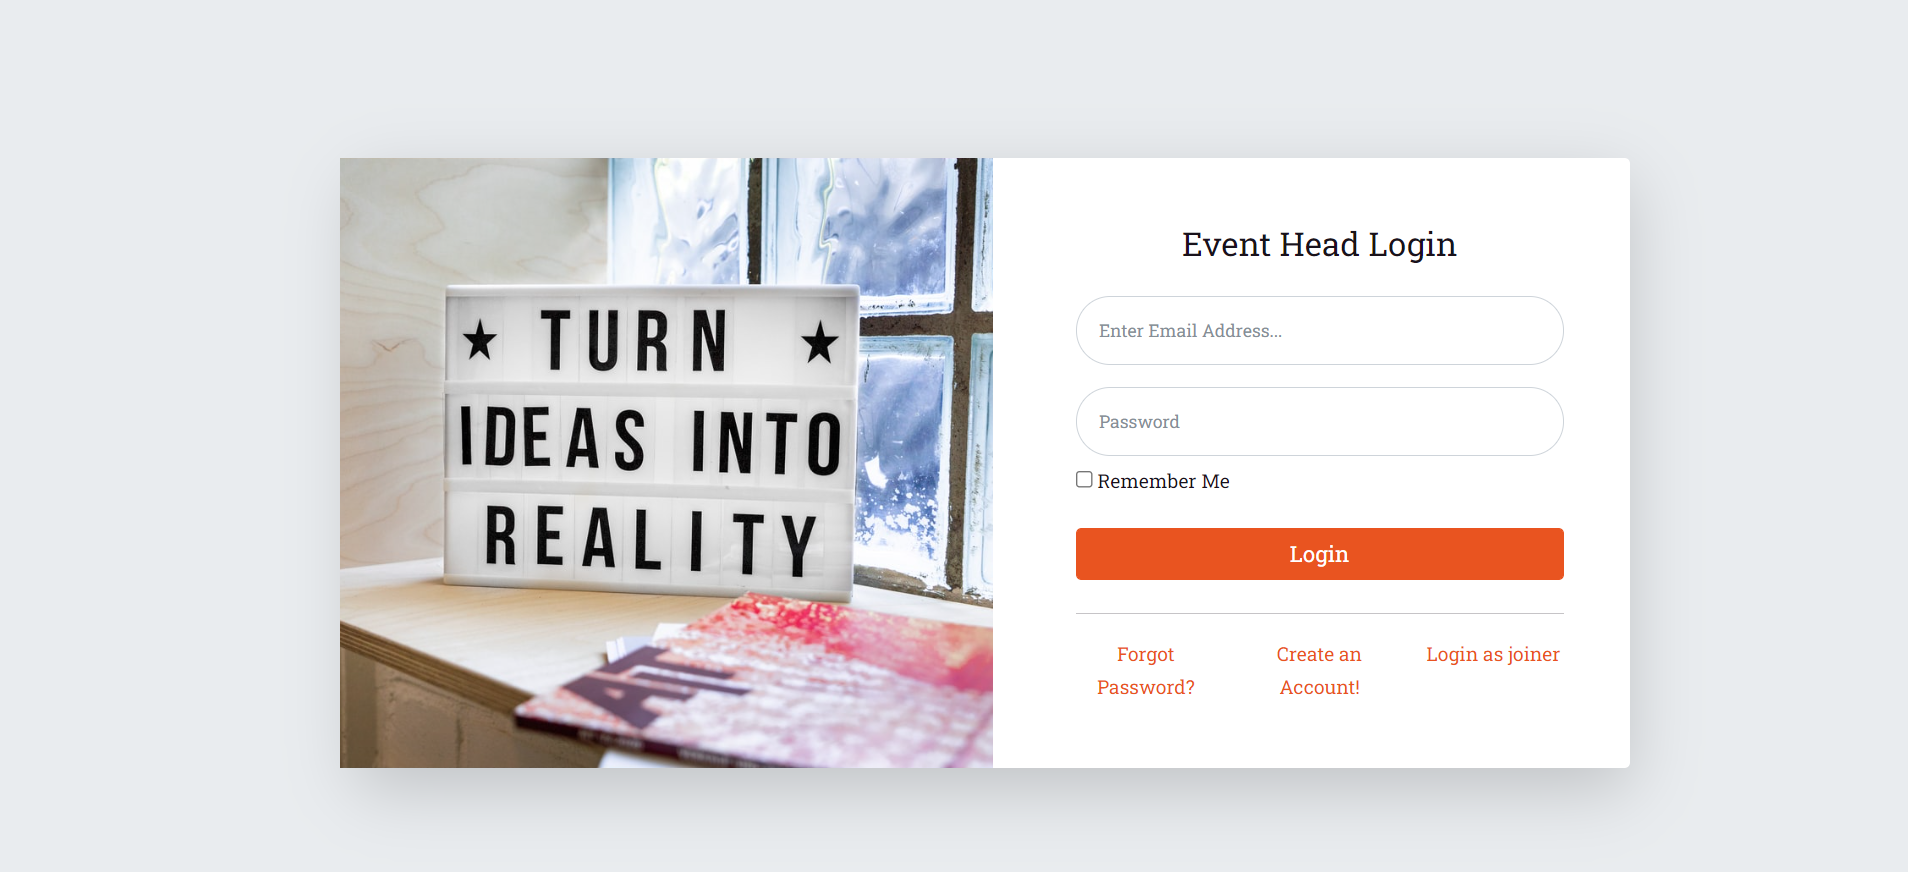 ★ TURN ★
IDEAS INTO
REALITY
Event Head Login
Enter Email Address...
Password
Remember Me
Login
Forgot
Password?
Create an
Account!
Login as joiner